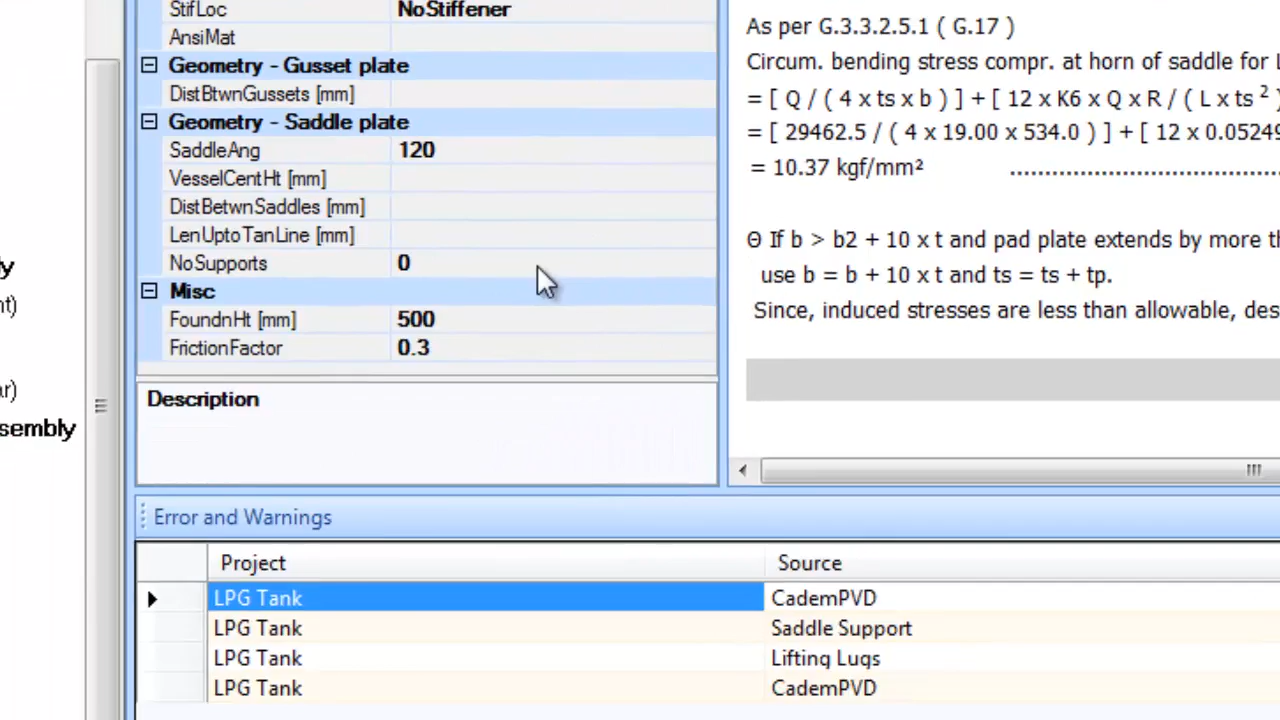 StifLoc NoStiffener
AnsiMat
Geometry - Gusset plate
DistBtwnGussets [mm]
Geometry - Saddle plate
SaddleAng 120
VesselCentHt [mm]
DistBetwnSaddles [mm]
LenUptoTanLine [mm]
NoSupports 0
Misc
FoundnHt [mm] 500
FrictionFactor 0.3
Description
y
nt)
ar)
sembly
As per G.3.3.2.5.1 ( G.17 )
Circum. bending stress compr. at horn of saddle for L
= [ Q / ( 4 x ts x b ) ] + [ 12 x K6 x Q x R / ( L x ts ² )
= [ 29462.5 / ( 4 x 19.00 x 534.0 ) ] + [ 12 x 0.05249
= 10.37 kgf/mm² ........................................
Θ If b > b2 + 10 x t and pad plate extends by more th
use b = b + 10 x t and ts = ts + tp.
Since, induced stresses are less than allowable, des
Error and Warnings
Project Source
LPG Tank CademPVD
LPG Tank Saddle Support
LPG Tank Lifting Lugs
LPG Tank CademPVD